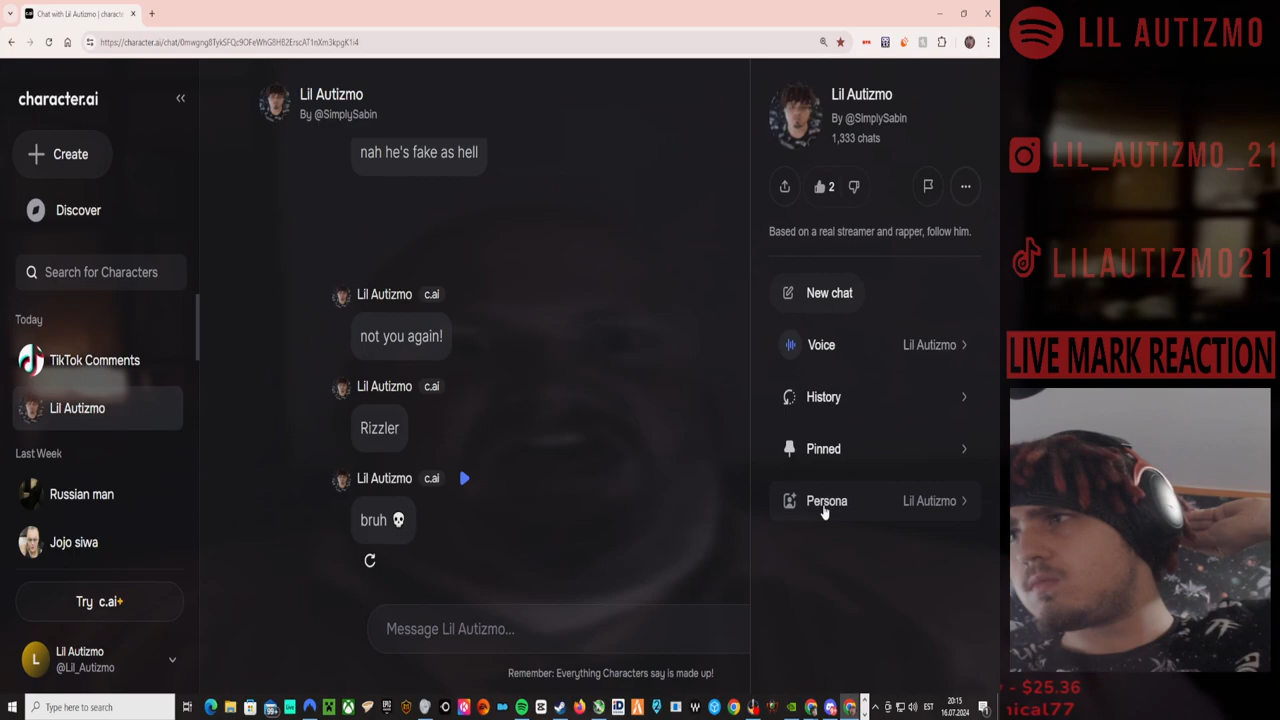 Chat with Lil Autizmo | characte
https://character.ai/chat/0mwgng8TykSFQc9OFeWhG8HB2ErscAT1nXm3kpgK1i4
character.ai
Create
Discover
Search for Characters
Today
TikTok Comments
Lil Autizmo
Last Week
Russian man
Jojo siwa
Try c.ai+
L
Lil Autizmo
@Lil_Autizmo
Lil Autizmo
By @SimplySabin
nah he's fake as hell
Lil Autizmo c.ai
not you again!
Lil Autizmo c.ai
Rizzler
Lil Autizmo c.ai
bruh 💀
Message Lil Autizmo...
Remember: Everything Characters say is made up!
Lil Autizmo
By @SimplySabin
1,333 chats
2
Based on a real streamer and rapper, follow him.
New chat
Voice Lil Autizmo
History
Pinned
Persona Lil Autizmo
LIL AUTIZMO
LIL_AUTIZMO_21
LILAUTIZMO21
LIVE MARK REACTION
- $25.36
nical77
Type here to search
99+
EST
20:15
16.07.2024